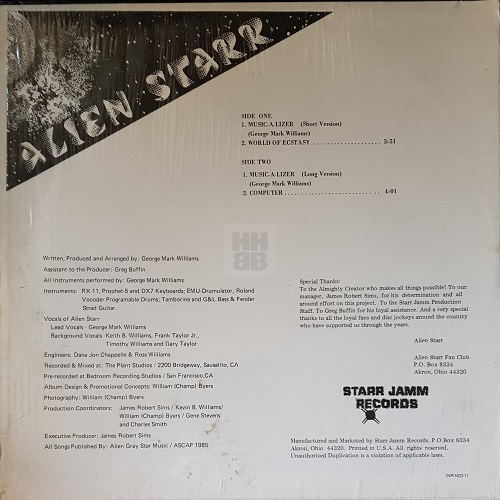 ALIEN STARR
SIDE ONE
1. MUSIC-A-LIZER (Short Version)
(George Mark Williams)
2. WORLD OF ECSTASY .................... 3:51
SIDE TWO
1. MUSIC-A-LIZER (Long Version)
(George Mark Williams)
2. COMPUTER ............................ 4:01
HH
BB
Written, Produced and Arranged by: George Mark Williams
Assistant to the Producer: Greg Buffin
All Instruments performed by: George Mark Williams
Instruments: RX-11, Prophet-5 and DX7 Keyboards; EMU-Drumulator, Roland
Vocoder Programable Drums; Tamborine and G&L Bass & Fender
Strad Guitar.
Vocals of Alien Starr
Lead Vocals - George Mark Williams
Background Vocals - Keith B. Williams, Frank Taylor Jr.,
Timothy Williams and Gary Taylor
Engineers: Dana Jon Chappelle & Ross Williams
Recorded & Mixed at: The Plant Studios / 2200 Bridgeway, Sausolito, CA
Pre-recorded at Bedroom Recording Studios / San Francisco, CA
Album Design & Promotional Concepts: William (Champ) Byers
Photography: William (Champ) Byers
Production Coordinators: James Robert Sims / Kevin B. Williams/
William (Champ) Byers / Gene Stevens
and Charles Smith
Executive Producer: James Robert Sims
All Songs Published By: Alien Gray Star Music / ASCAP 1985
Special Thanks:
To the Almighty Creator who makes all things possible! To our
manager, James Robert Sims, for his determination and all
around effort on this project. To the Starr Jamm Production
Staff. To Greg Buffin for his loyal assistance. And a very special
thanks to all the loyal fans and disc jockeys around the country
who have supported us through the years.
Alien Starr
Alien Starr Fan Club
P.O. Box 8334
Akron, Ohio 44320
STARR JAMM
RECORDS
Manufactured and Marketed by Starr Jamm Records. P.O.Box 8334
Akron, Ohio. 44320. Printed in U.S.A. All rights reserved.
Unauthorized Duplication is a violation of applicable laws.